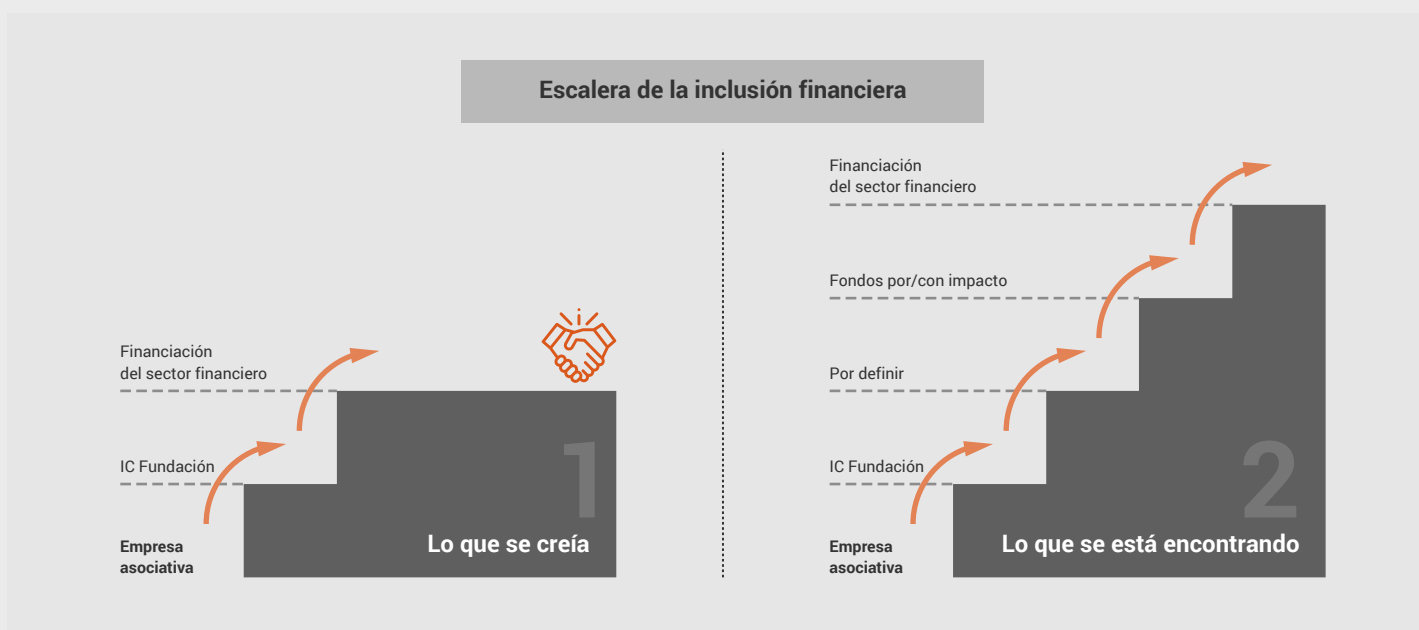 Escalera de la inclusión financiera
Financiación
del sector financiero
IC Fundación
Empresa
asociativa
1
Lo que se creía
Financiación
del sector financiero
Fondos por/con impacto
Por definir
IC Fundación
Empresa
asociativa
2
Lo que se está encontrando